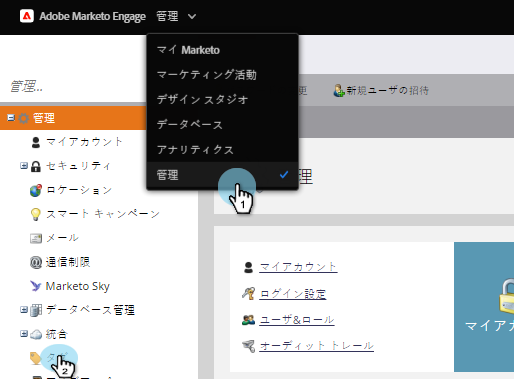 Adobe Marketo Engage 管理
マイ Marketo
マーケティング活動
デザイン スタジオ
データベース
アナリティクス
管理
1
管理...
更
新規ユーザの招待
管理
マイアカウント
セキュリティ
ロケーション
スマート キャンペーン
メール
通信制限
Marketo Sky
データベース管理
統合
タグ
2
理
マイアカウント
ログイン設定
ユーザ&ロール
オーディット トレール
マイア